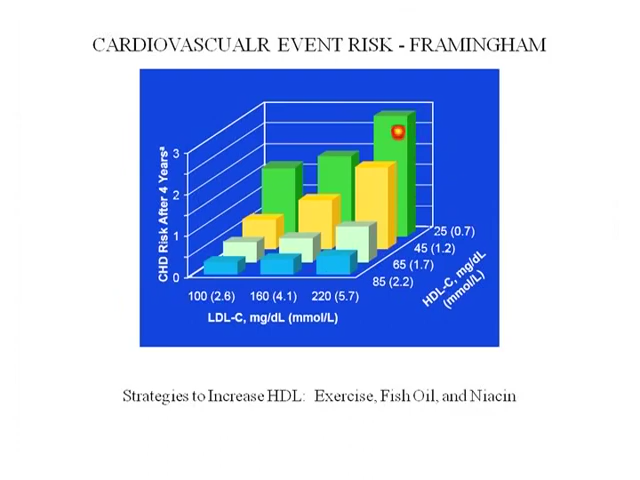 CARDIOVASCUALR EVENT RISK - FRAMINGHAM
CHD Risk After 4 Yearsᵃ
3
2
1
0
25 (0.7)
45 (1.2)
65 (1.7)
85 (2.2)
HDL-C, mg/dL
(mmol/L)
100 (2.6) 160 (4.1) 220 (5.7)
LDL-C, mg/dL (mmol/L)
Strategies to Increase HDL: Exercise, Fish Oil, and Niacin